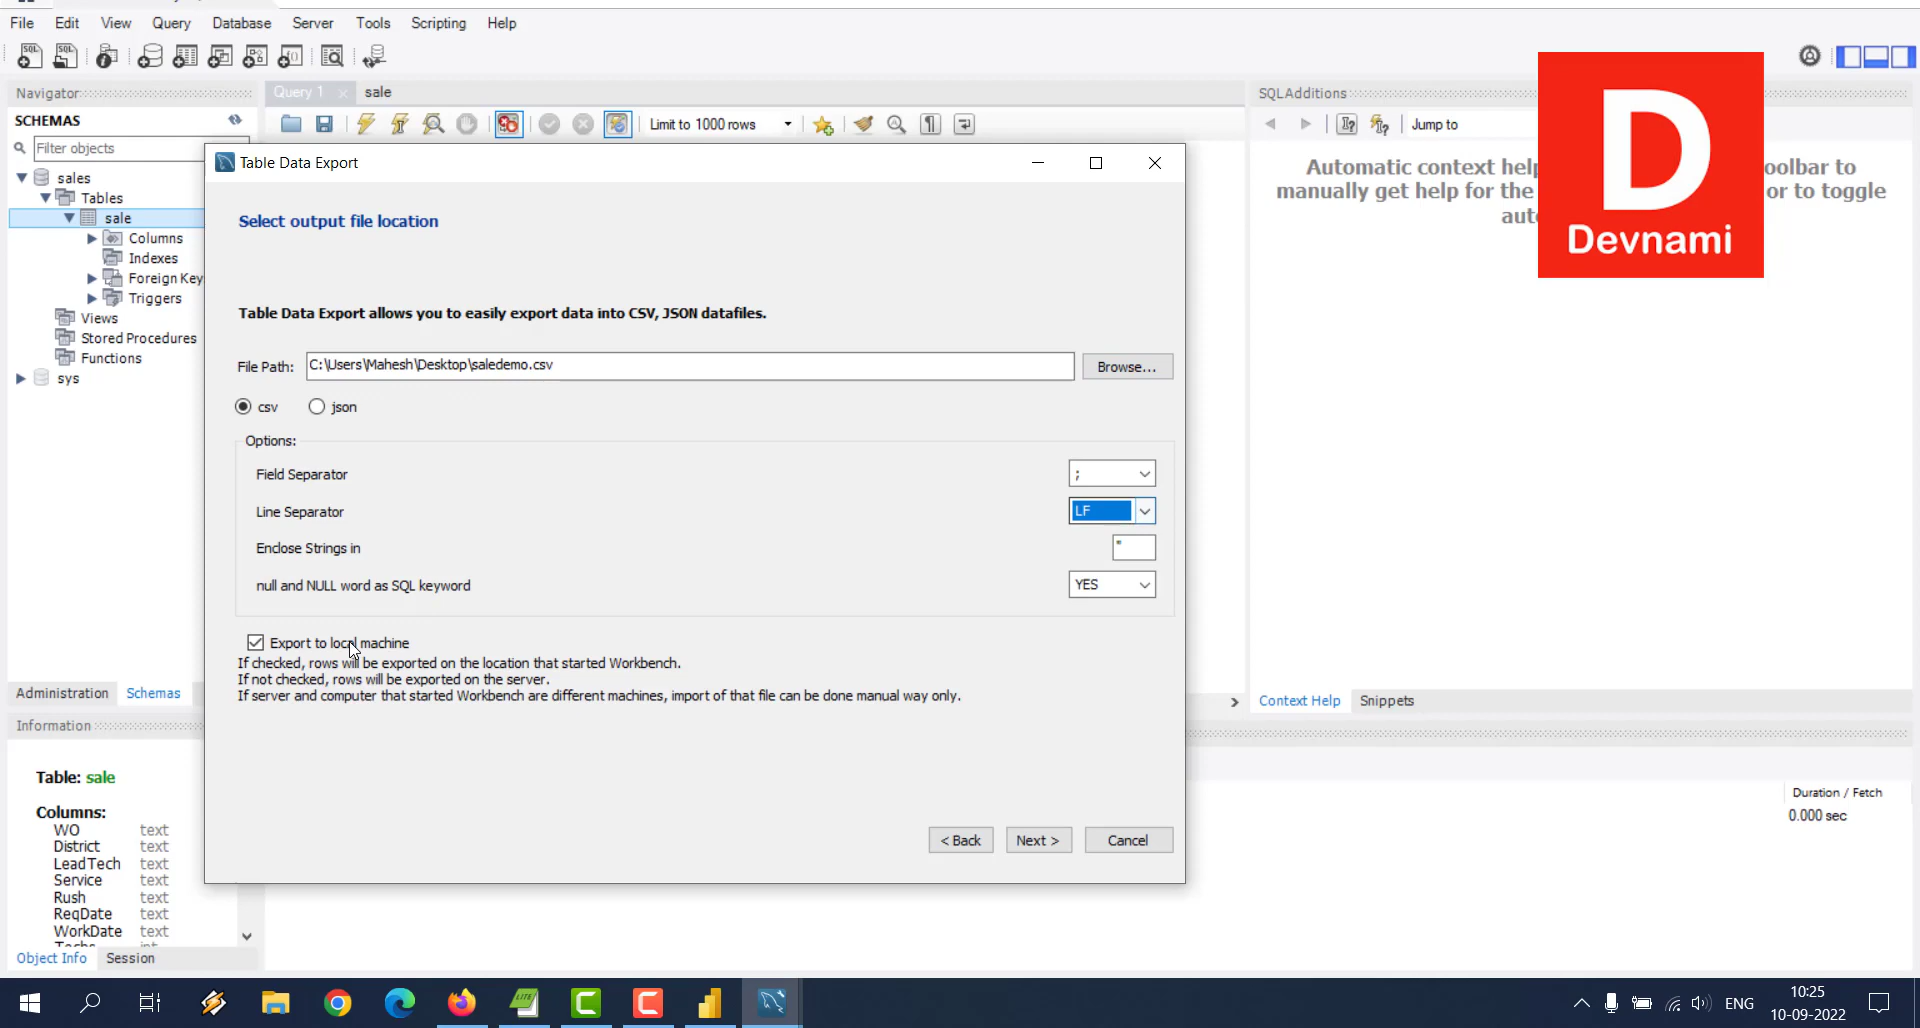 File Edit View Query Database Server Tools Scripting Help
SQL SQL
Navigator
Query 1 sale
SQLAdditions
SCHEMAS
Limit to 1000 rows
Jump to
Filter objects
sales
Tables
sale
Columns
Indexes
Foreign Key
Triggers
Views
Stored Procedures
Functions
sys
Table Data Export
Select output file location
Table Data Export allows you to easily export data into CSV, JSON datafiles.
File Path: C:\Users\Mahesh\Desktop\saledemo.csv Browse...
csv json
Options:
Field Separator ;
Line Separator LF
Enclose Strings in "
null and NULL word as SQL keyword YES
Export to local machine
If checked, rows will be exported on the location that started Workbench.
If not checked, rows will be exported on the server.
If server and computer that started Workbench are different machines, import of that file can be done manual way only.
< Back Next > Cancel
Automatic context help oolbar to
manually get help for the or to toggle
aut
D
Devnami
Administration Schemas
Context Help Snippets
Information
Table: sale
Columns:
WO text
District text
LeadTech text
Service text
Rush text
ReqDate text
WorkDate text
Techs int
Object Info Session
Duration / Fetch
0.000 sec
LITE
ENG
10:25
10-09-2022